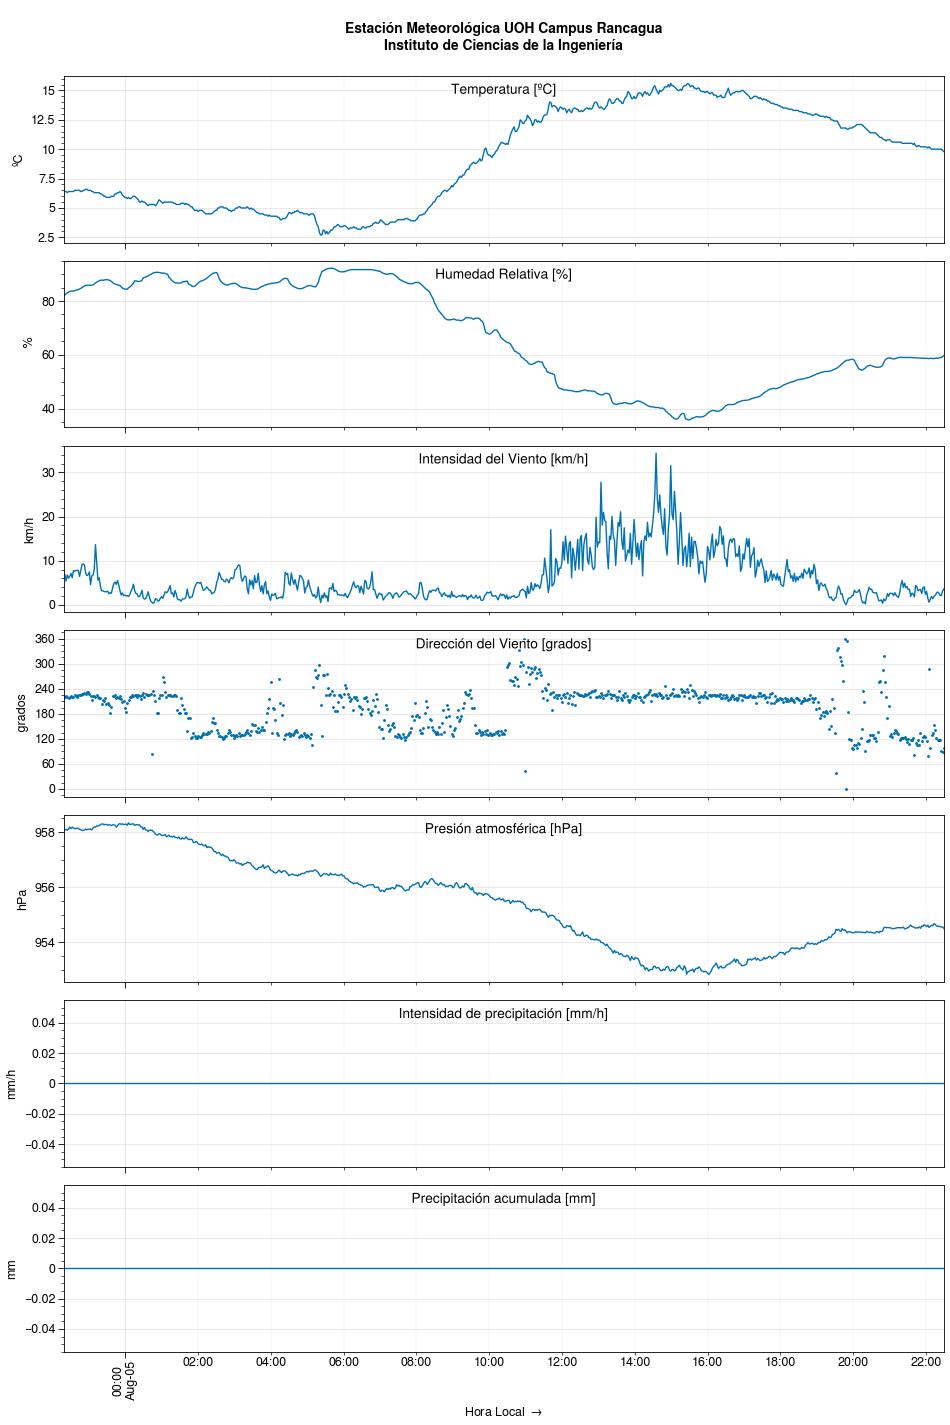 Estación Meteorológica UOH Campus Rancagua
Instituto de Ciencias de la Ingeniería
Temperatura [ºC]
15
12.5
10
7.5
5
2.5
ºC
Humedad Relativa [%]
80
60
40
%
Intensidad del Viento [km/h]
30
20
10
0
km/h
Dirección del Viento [grados]
360
300
240
180
120
60
0
grados
Presión atmosférica [hPa]
958
956
954
hPa
Intensidad de precipitación [mm/h]
0.04
0.02
0
−0.02
−0.04
mm/h
Precipitación acumulada [mm]
0.04
0.02
0
−0.02
−0.04
mm
00:00
Aug-05
02:00
04:00
06:00
08:00
10:00
12:00
14:00
16:00
18:00
20:00
22:00
Hora Local →